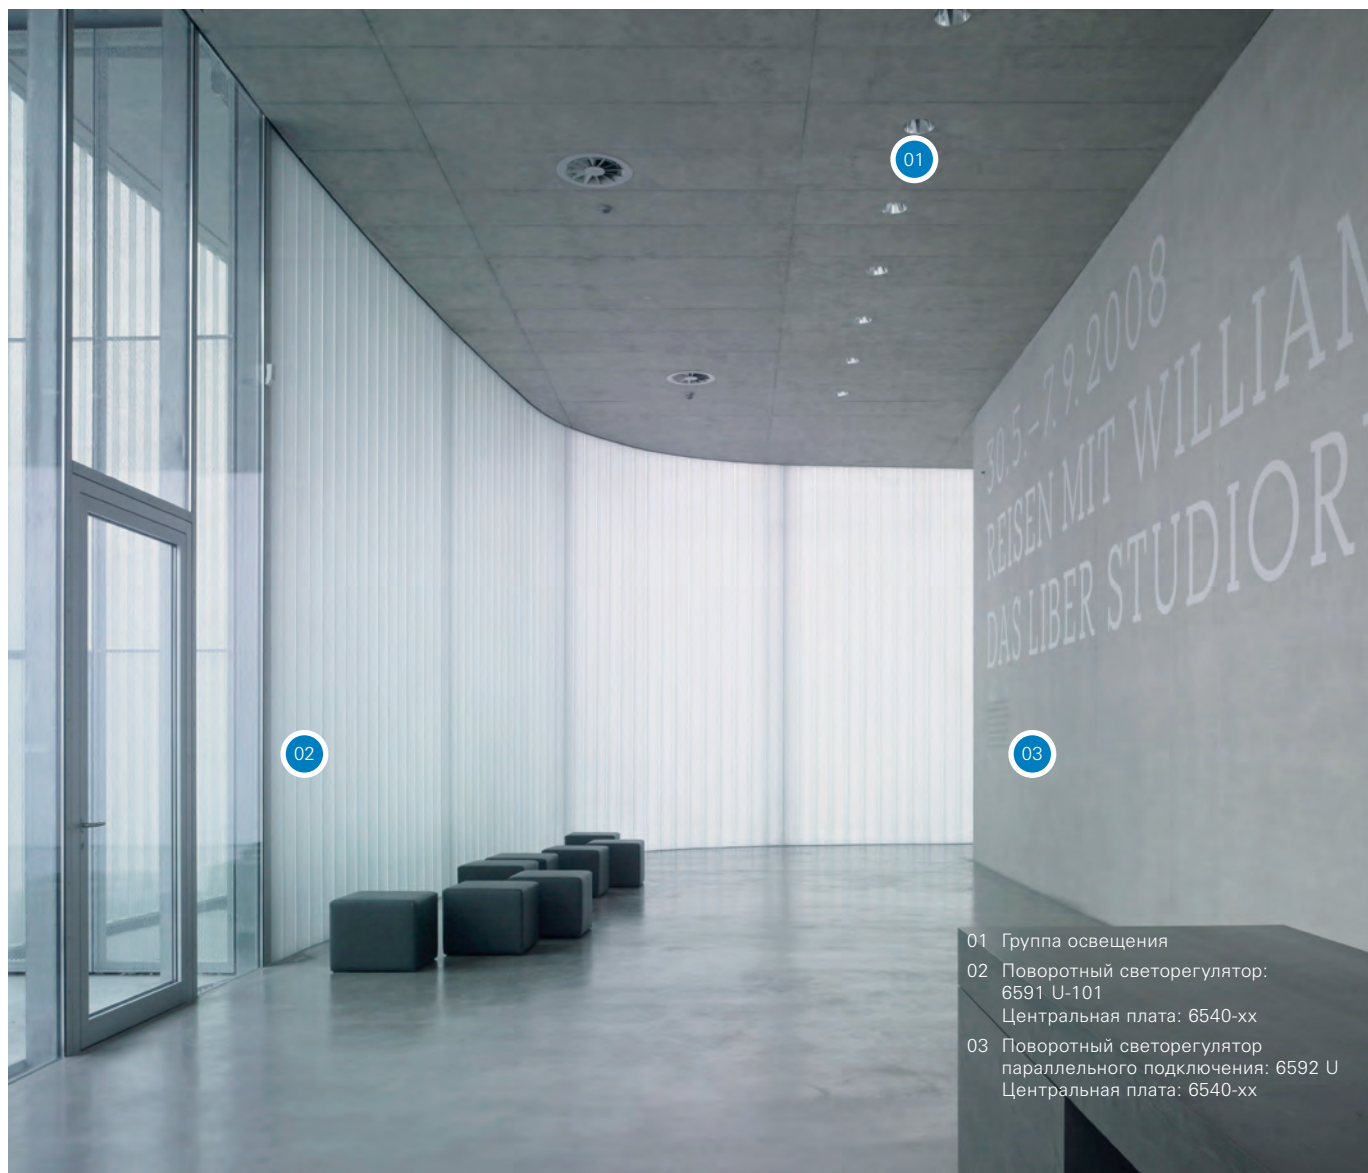 01
30.5.–7.9.2008
REISEN MIT WILLIAM
DAS LIBER STUDIOR
02
03
01 Группа освещения
02 Поворотный светорегулятор:
6591 U-101
Центральная плата: 6540-xx
03 Поворотный светорегулятор
параллельного подключения: 6592 U
Центральная плата: 6540-xx